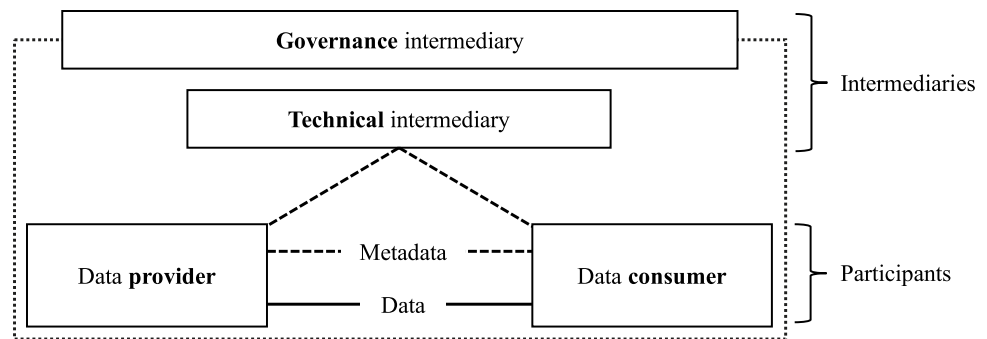 Governance intermediary
Intermediaries
Technical intermediary
Metadata
Data provider
Data consumer
Participants
Data